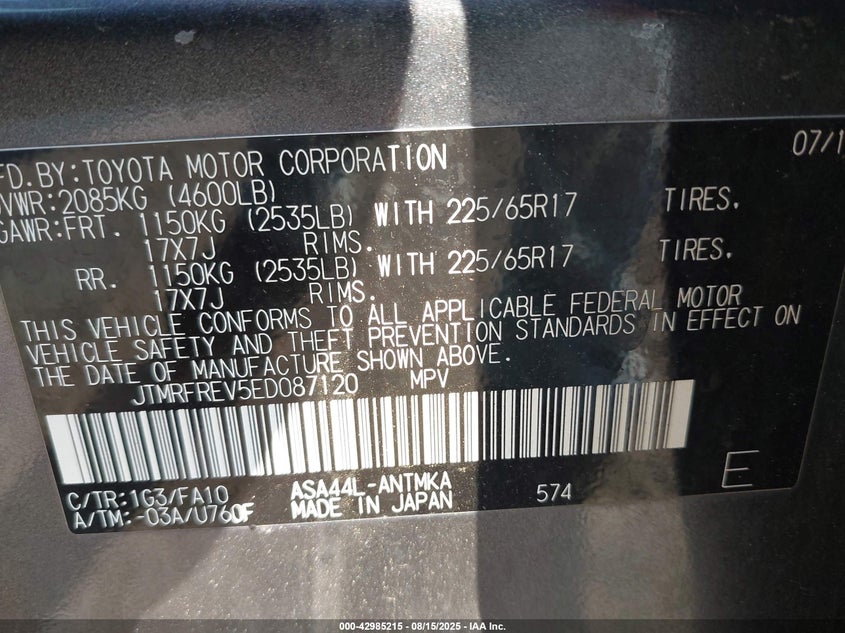 FD.BY:TOYOTA MOTOR CORPORATION 07/1
VWR:2085KG (4600LB)
GAWR:FRT. 1150KG (2535LB) WITH 225/65R17 TIRES.
17X7J RIMS.
RR. 1150KG (2535LB) WITH 225/65R17 TIRES.
17X7J RIMS.
THIS VEHICLE CONFORMS TO ALL APPLICABLE FEDERAL MOTOR
VEHICLE SAFETY AND THEFT PREVENTION STANDARDS IN EFFECT ON
THE DATE OF MANUFACTURE SHOWN ABOVE.
JTMRFREV5ED087120 MPV
C/TR:1G3/FA10 ASA44L-ANTMKA 574 E
A/TM:-03A/U760F MADE IN JAPAN
000-42985215 - 08/15/2025 - IAA Inc.